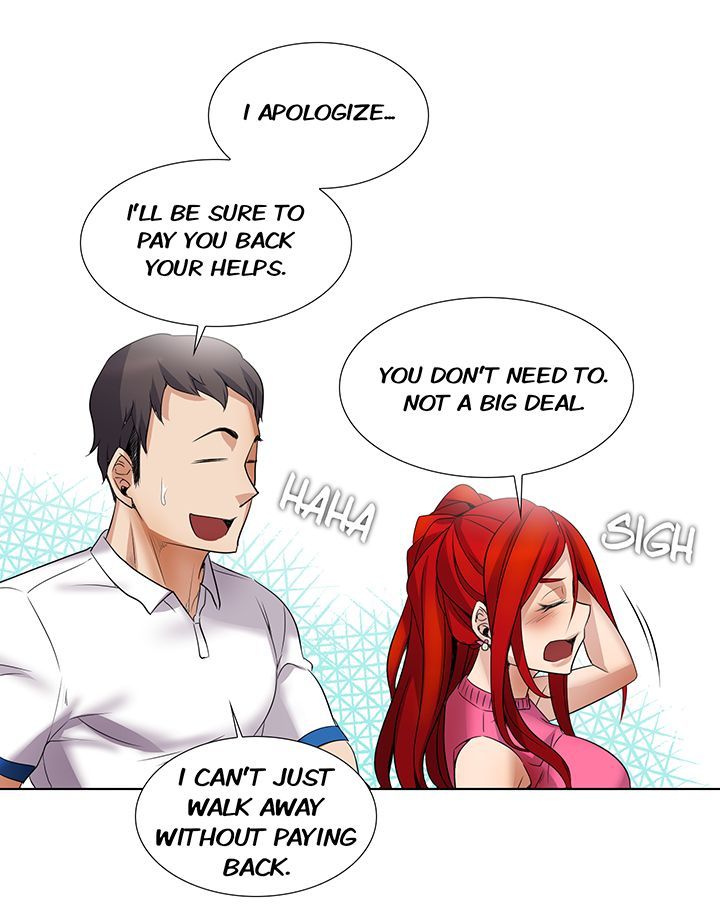 I APOLOGIZE...
I'LL BE SURE TO
PAY YOU BACK
YOUR HELPS.
YOU DON'T NEED TO.
NOT A BIG DEAL.
HAHA
SIGH
I CAN'T JUST
WALK AWAY
WITHOUT PAYING
BACK.